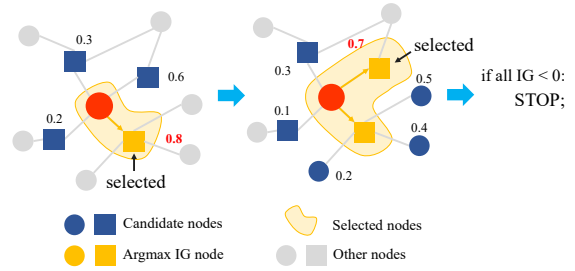 0.3
0.6
0.2
0.8
selected
0.7
selected
0.3
0.5
0.1
0.4
0.2
if all IG < 0:
STOP;
Candidate nodes
Selected nodes
Argmax IG node
Other nodes